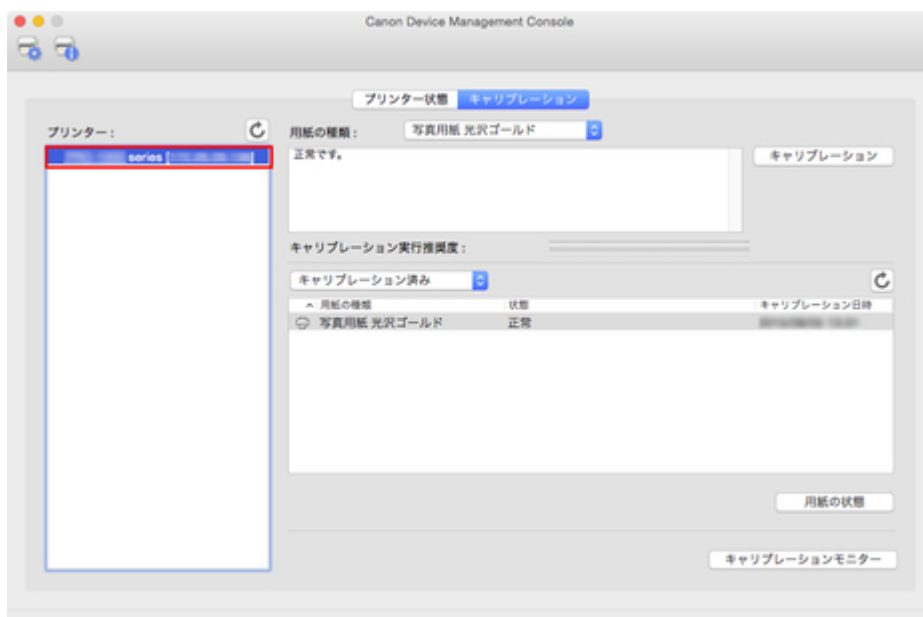 Canon Device Management Console
プリンター状態 キャリブレーション
プリンター：
series [
用紙の種類： 写真用紙 光沢ゴールド
正常です。
キャリブレーション
キャリブレーション実行推奨度：
キャリブレーション済み
用紙の種類 状態 キャリブレーション日時
写真用紙 光沢ゴールド 正常
用紙の状態
キャリブレーションモニター